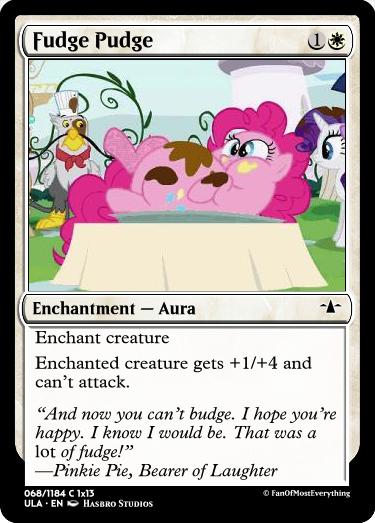 Fudge Pudge 1
Enchantment — Aura
Enchant creature
Enchanted creature gets +1/+4 and
can't attack.
“And now you can't budge. I hope you're
happy. I know I would be. That was a
lot of fudge!”
—Pinkie Pie, Bearer of Laughter
068/1184 C 1x13
ULA • EN Hasbro Studios
© FanOfMostEverything